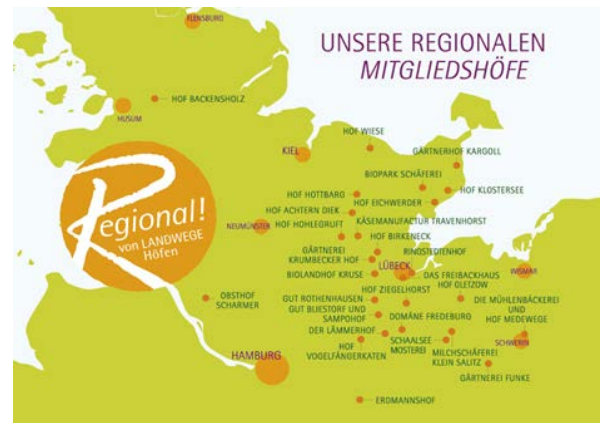 FLENSBURG
UNSERE REGIONALEN
MITGLIEDSHÖFE
HOF BACKENSHOLZ
HUSUM
HOF WIESE
KIEL
GÄRTNERHOF KARGOLL
BIOPARK SCHÄFEREI
HOF KLOSTERSEE
HOF HOTTBARG
HOF EICHWERDER
HOF ACHTERN DIEK
KÄSEMANUFACTUR TRAVENHORST
HOF HOHLEGRUFT
HOF BIRKENECK
NEUMÜNSTER
Regional!
von LANDWEGE
Höfen
GÄRTNEREI
KRUMBECKER HOF
RINGSTEDTENHOF
LÜBECK
BIOLANDHOF KRUSE
DAS FREIBACKHAUS
HOF GLETZOW
WISMAR
HOF ZIEGELHORST
OBSTHOF
SCHARMER
GUT ROTHENHAUSEN
GUT BLIESTORF UND
SAMPOHOF
DOMÄNE FREDEBURG
DIE MÜHLENBÄCKEREI
UND
HOF MEDEWEGE
DER LÄMMERHOF
HOF
VOGELFÄNGERKATEN
SCHAALSEE
MOSTEREI
MILCHSCHÄFEREI
KLEIN SALITZ
SCHWERIN
HAMBURG
GÄRTNEREI FUNKE
ERDMANNSHOF